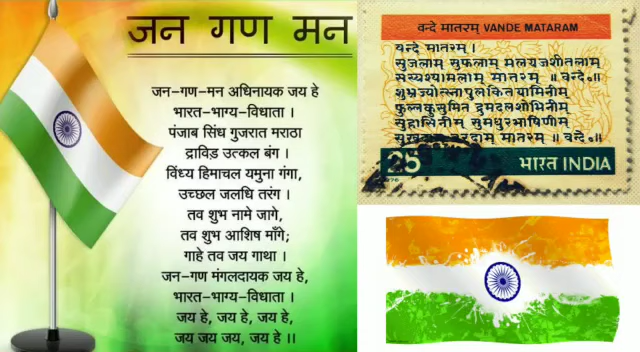 जन गण मन
जन-गण-मन अधिनायक जय हे
भारत-भाग्य-विधाता ।
पंजाब सिंध गुजरात मराठा
द्राविड़ उत्कल बंग ।
विंध्य हिमाचल यमुना गंगा,
उच्छल जलधि तरंग ।
तव शुभ नामे जागे,
तव शुभ आशिष माँगे;
गाहे तव जय गाथा ।
जन-गण मंगलदायक जय हे,
भारत-भाग्य-विधाता ।
जय हे, जय हे, जय हे,
जय जय जय, जय हे ।।
वन्दे मातरम् VANDE MATARAM
वन्दे मातरम् ।
सुजलाम् सुफलाम् मलयजशीतलाम्
सस्यश्यामलाम् मातरम् ॥ वन्दे०॥
शुभ्रज्योत्स्नापुलकितयामिनीम्
फुल्लकुसुमित द्रुमदलशोभिनीम्
सुहासिनीम् सुमधुरभाषिणीम्
मातरम् ॥ वन्दे०॥
25 भारत INDIA